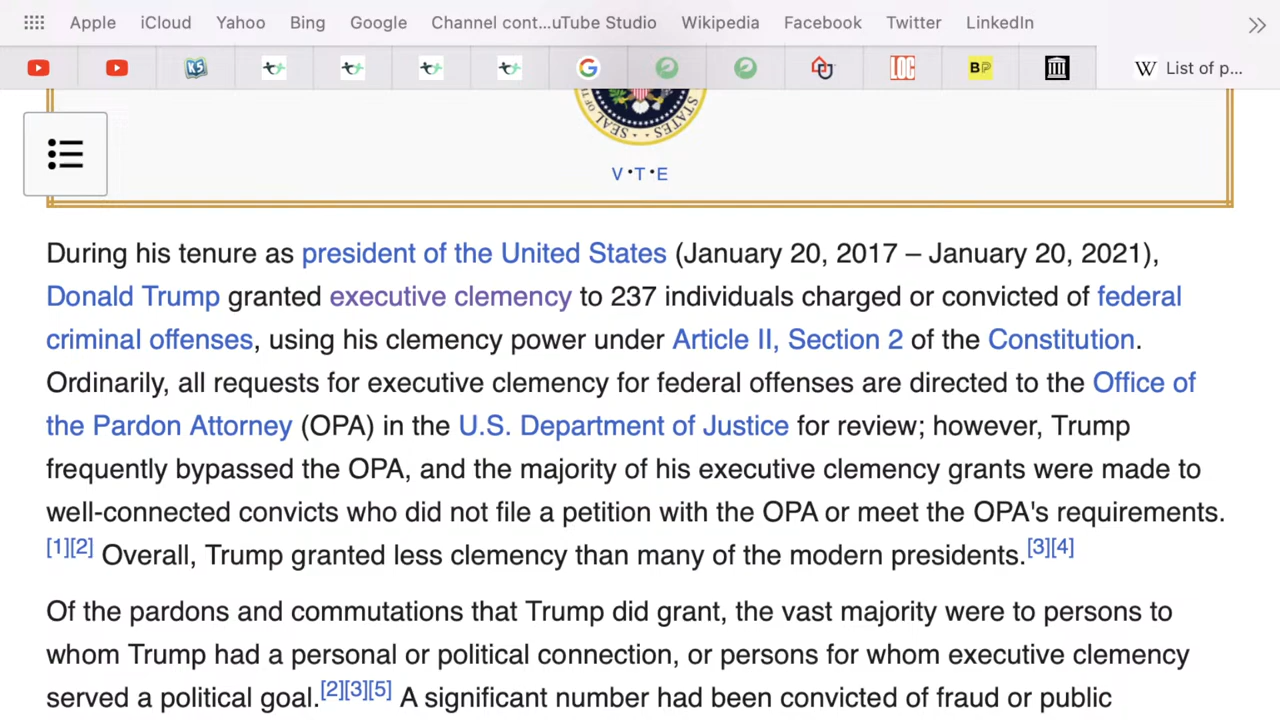 Apple iCloud Yahoo Bing Google Channel cont...uTube Studio Wikipedia Facebook Twitter LinkedIn
K5 G LOC BP W List of p...
SEAL OF THE STATES
V·T·E
During his tenure as president of the United States (January 20, 2017 – January 20, 2021),
Donald Trump granted executive clemency to 237 individuals charged or convicted of federal
criminal offenses, using his clemency power under Article II, Section 2 of the Constitution.
Ordinarily, all requests for executive clemency for federal offenses are directed to the Office of
the Pardon Attorney (OPA) in the U.S. Department of Justice for review; however, Trump
frequently bypassed the OPA, and the majority of his executive clemency grants were made to
well-connected convicts who did not file a petition with the OPA or meet the OPA's requirements.
[1][2] Overall, Trump granted less clemency than many of the modern presidents.[3][4]
Of the pardons and commutations that Trump did grant, the vast majority were to persons to
whom Trump had a personal or political connection, or persons for whom executive clemency
served a political goal.[2][3][5] A significant number had been convicted of fraud or public